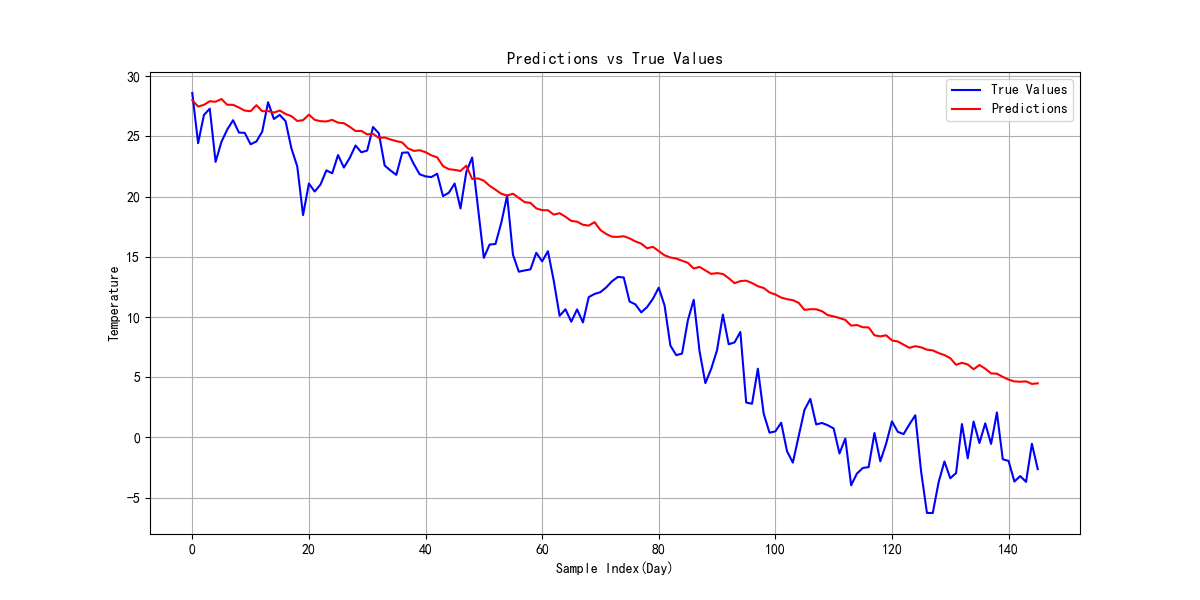 Predictions vs True Values
True Values
Predictions
Temperature
30
25
20
15
10
5
0
−5
0 20 40 60 80 100 120 140
Sample Index(Day)